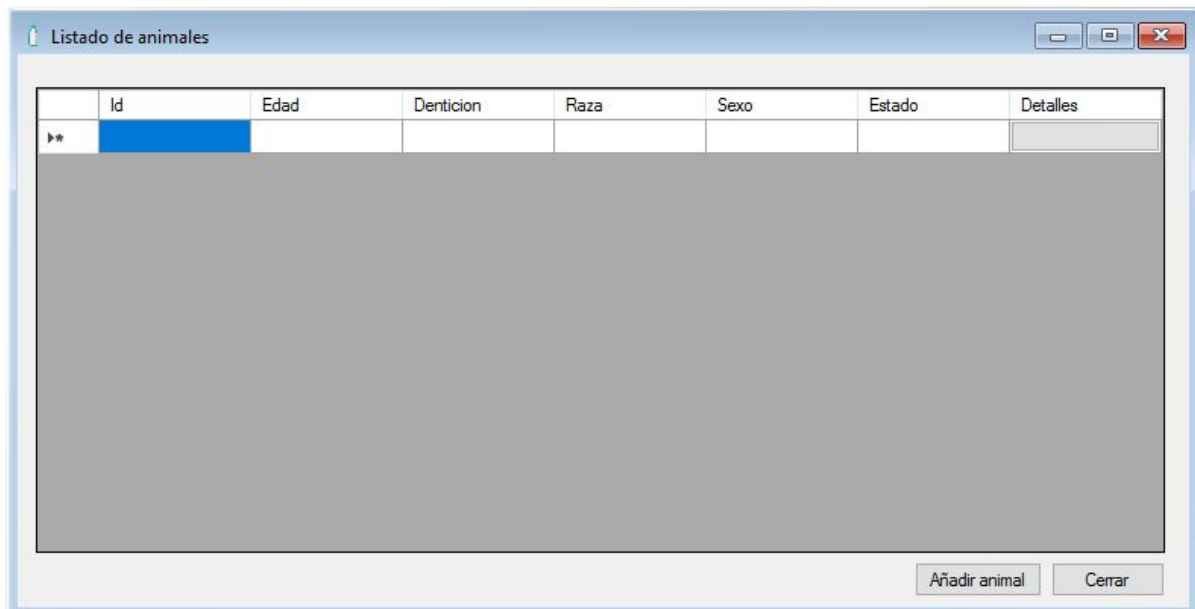 Listado de animales
Id Edad Denticion Raza Sexo Estado Detalles
Añadir animal Cerrar